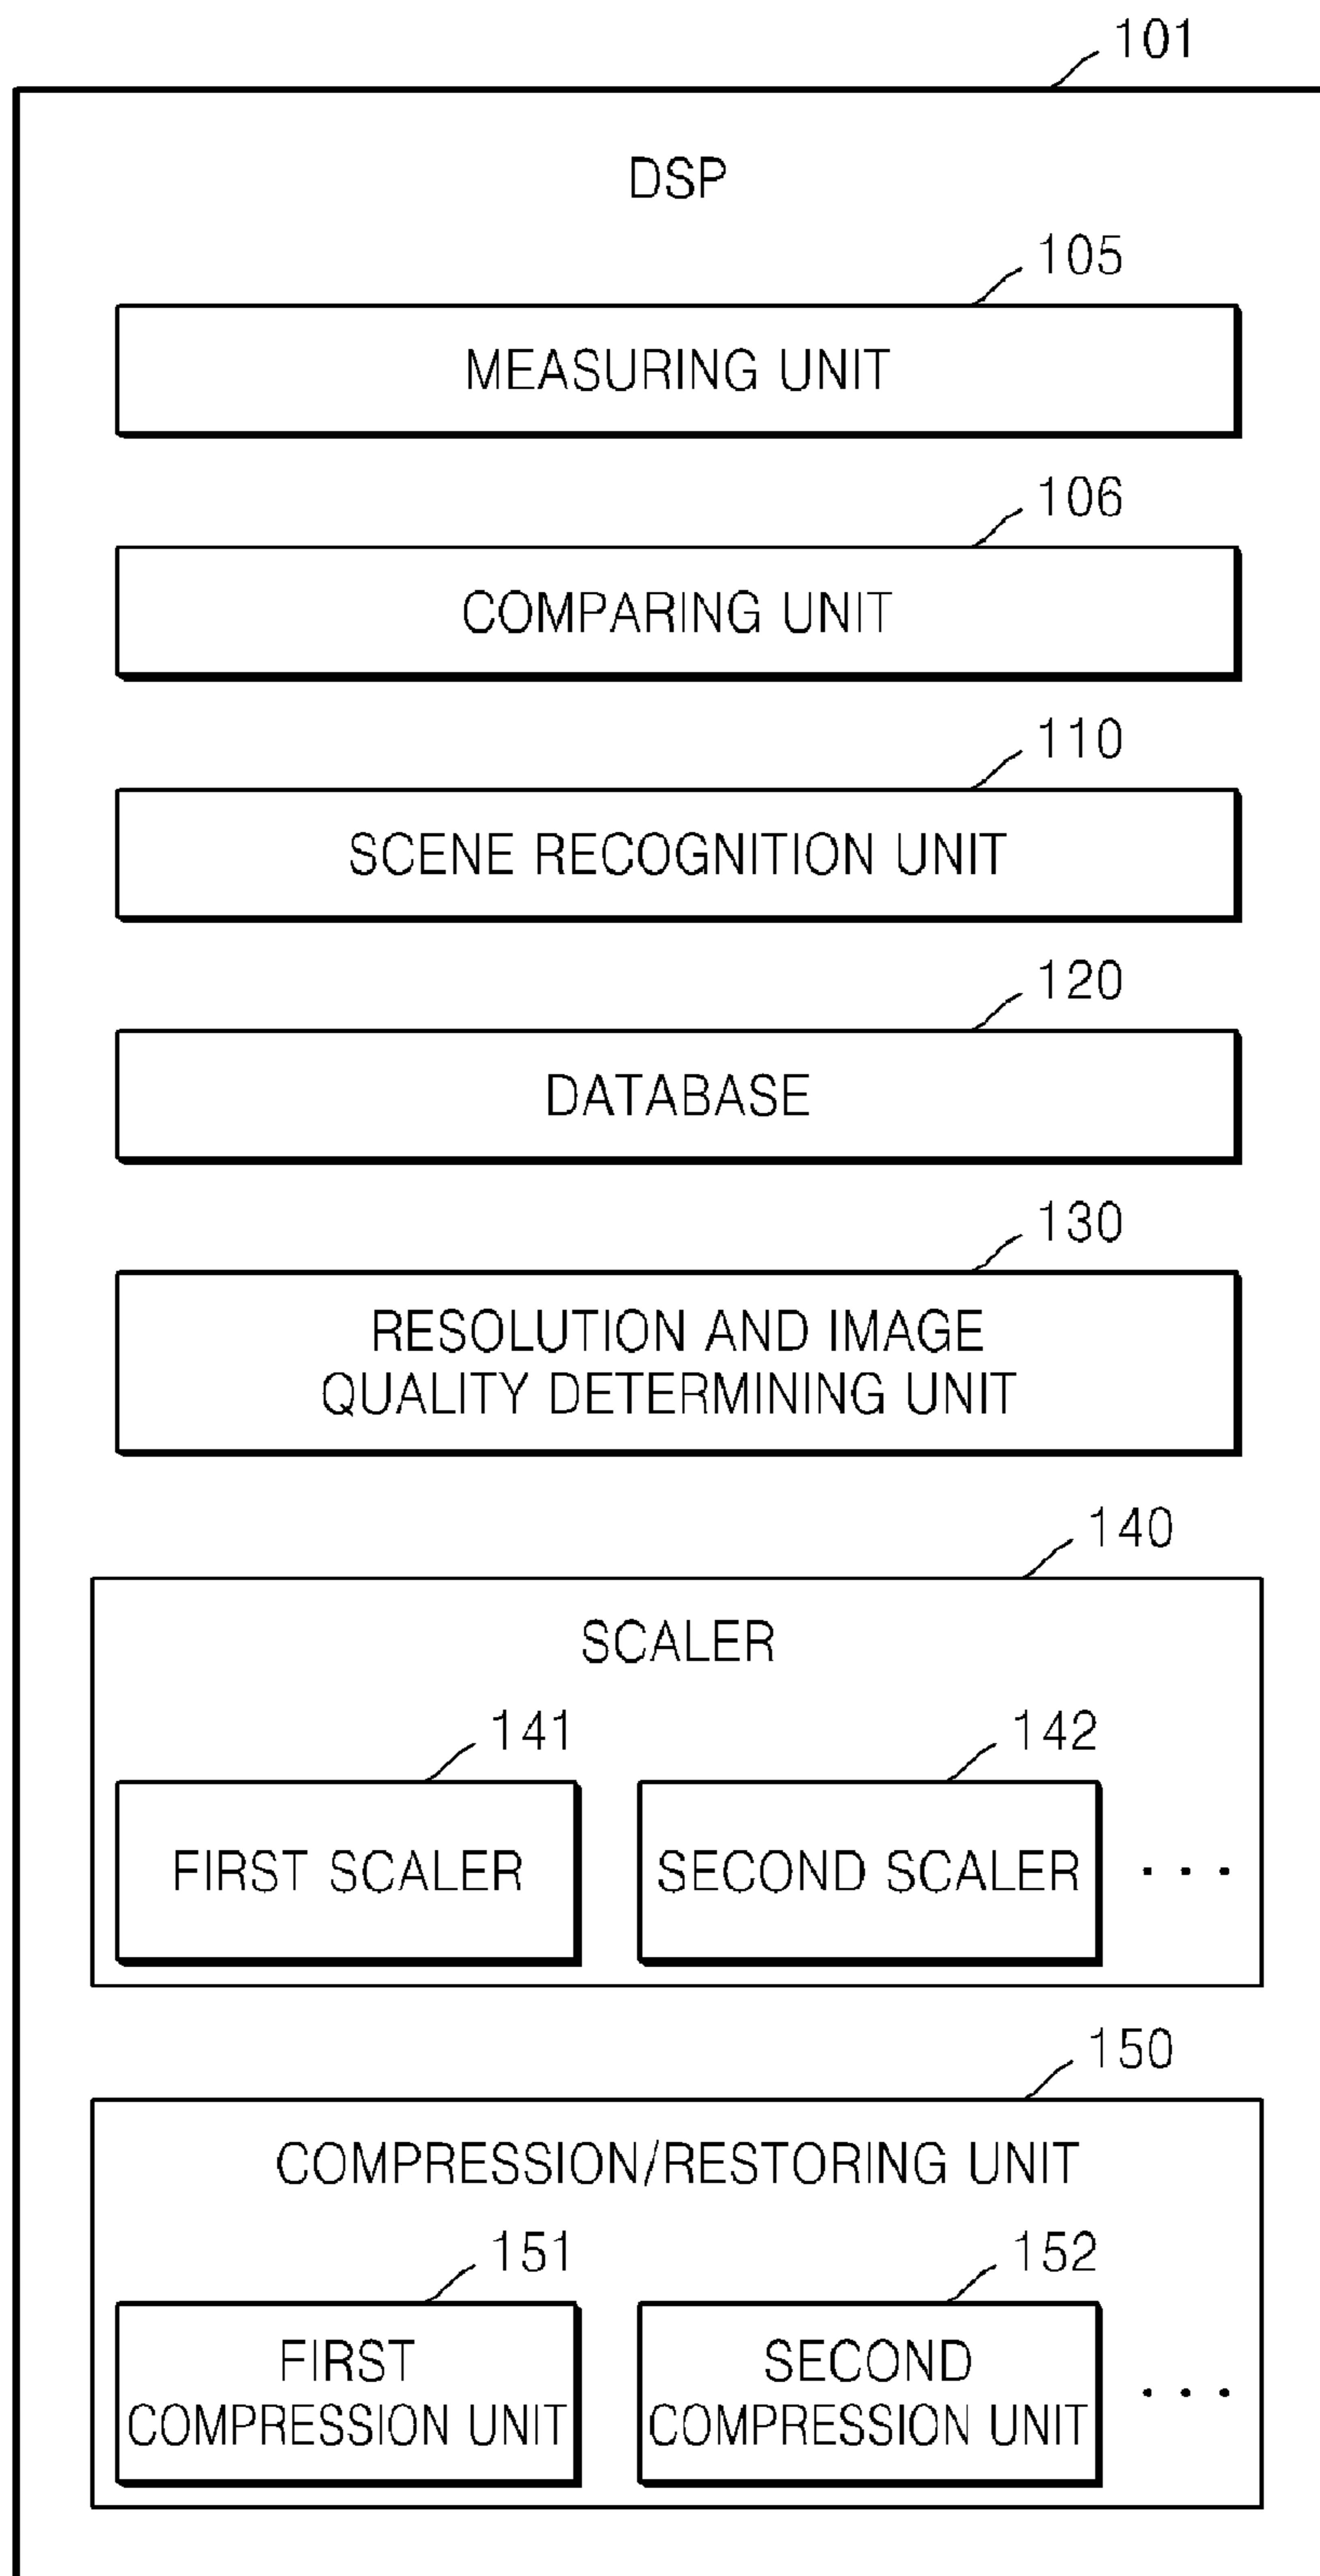 101
DSP
105
MEASURING UNIT
106
COMPARING UNIT
110
SCENE RECOGNITION UNIT
120
DATABASE
130
RESOLUTION AND IMAGE
QUALITY DETERMINING UNIT
140
SCALER
141
142
FIRST SCALER
SECOND SCALER
...
150
COMPRESSION/RESTORING UNIT
151
152
FIRST
COMPRESSION UNIT
SECOND
COMPRESSION UNIT
...